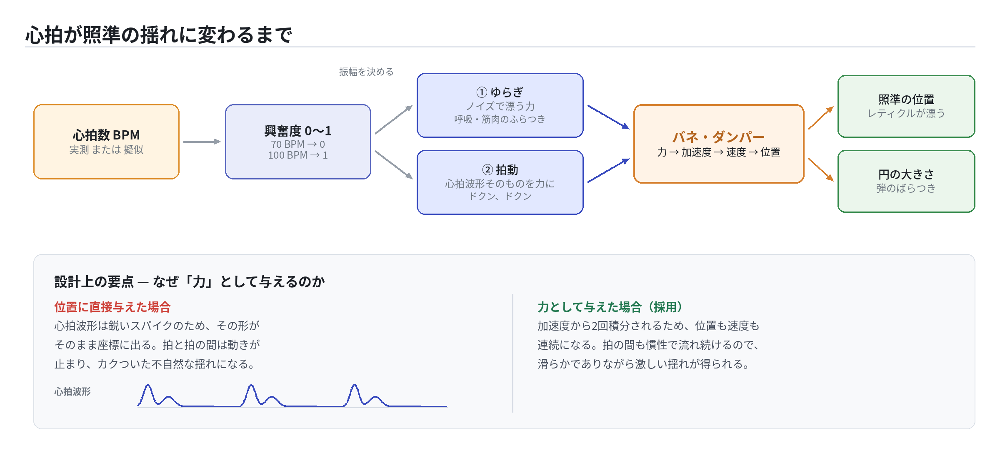 心拍が照準の揺れに変わるまで
振幅を決める
心拍数 BPM
実測 または 擬似
興奮度 0〜1
70 BPM → 0
100 BPM → 1
① ゆらぎ
ノイズで漂う力
呼吸・筋肉のふらつき
② 拍動
心拍波形そのものを力に
ドクン、ドクン
バネ・ダンパー
力 → 加速度 → 速度 → 位置
照準の位置
レティクルが漂う
円の大きさ
弾のばらつき
設計上の要点 — なぜ「力」として与えるのか
位置に直接与えた場合
心拍波形は鋭いスパイクのため、その形が
そのまま座標に出る。拍と拍の間は動きが
止まり、カクついた不自然な揺れになる。
心拍波形
力として与えた場合（採用）
加速度から2回積分されるため、位置も速度も
連続になる。拍の間も慣性で流れ続けるので、
滑らかでありながら激しい揺れが得られる。